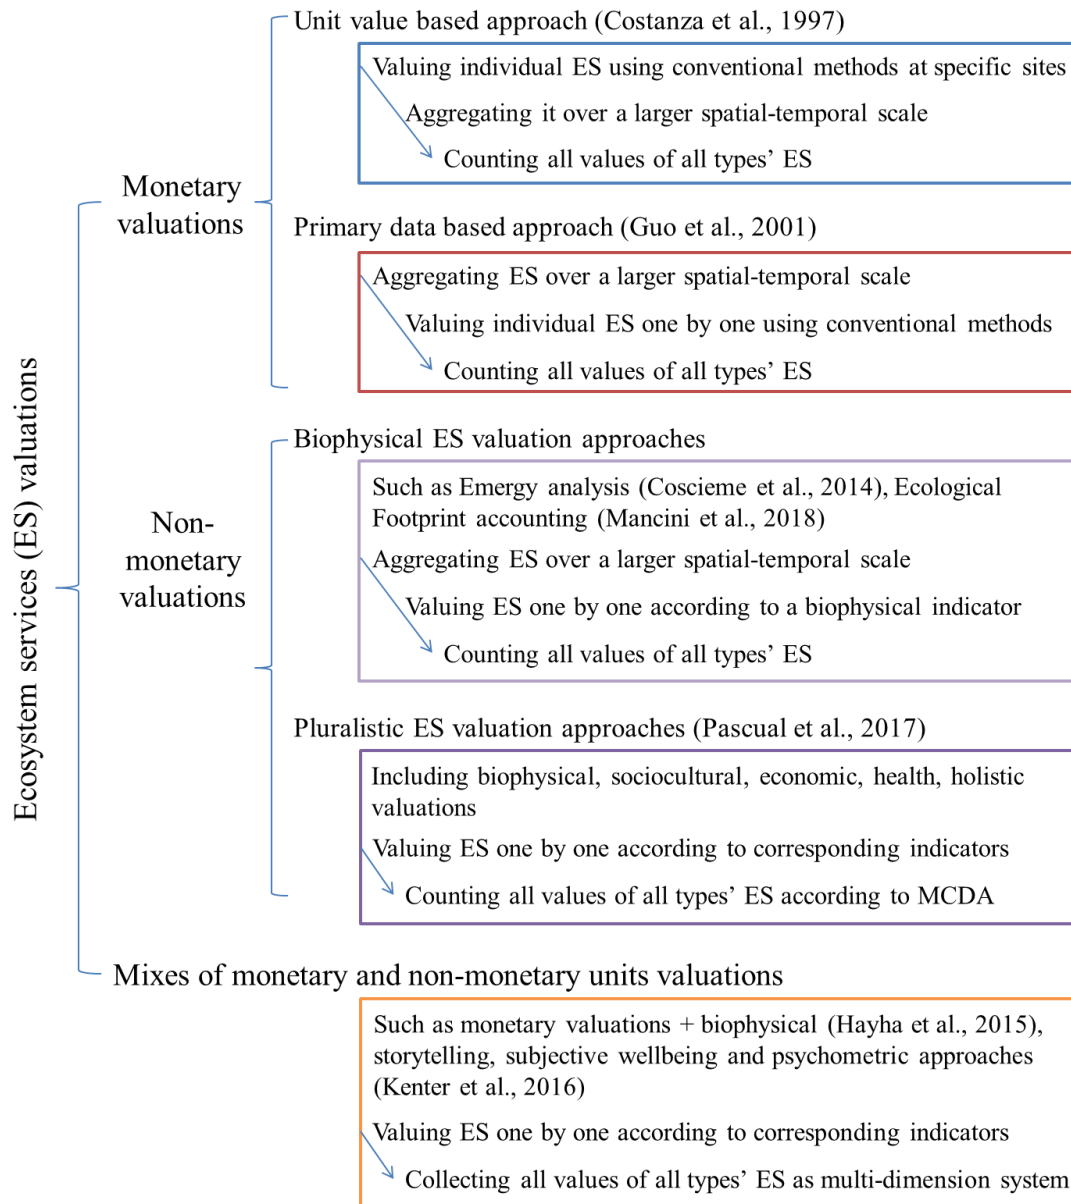 Ecosystem services (ES) valuations
Monetary
valuations
Unit value based approach (Costanza et al., 1997)
Valuing individual ES using conventional methods at specific sites
Aggregating it over a larger spatial-temporal scale
Counting all values of all types’ ES
Primary data based approach (Guo et al., 2001)
Aggregating ES over a larger spatial-temporal scale
Valuing individual ES one by one using conventional methods
Counting all values of all types’ ES
Non-
monetary
valuations
Biophysical ES valuation approaches
Such as Emergy analysis (Coscieme et al., 2014), Ecological
Footprint accounting (Mancini et al., 2018)
Aggregating ES over a larger spatial-temporal scale
Valuing ES one by one according to a biophysical indicator
Counting all values of all types’ ES
Pluralistic ES valuation approaches (Pascual et al., 2017)
Including biophysical, sociocultural, economic, health, holistic
valuations
Valuing ES one by one according to corresponding indicators
Counting all values of all types’ ES according to MCDA
Mixes of monetary and non-monetary units valuations
Such as monetary valuations + biophysical (Hayha et al., 2015),
storytelling, subjective wellbeing and psychometric approaches
(Kenter et al., 2016)
Valuing ES one by one according to corresponding indicators
Collecting all values of all types’ ES as multi-dimension system